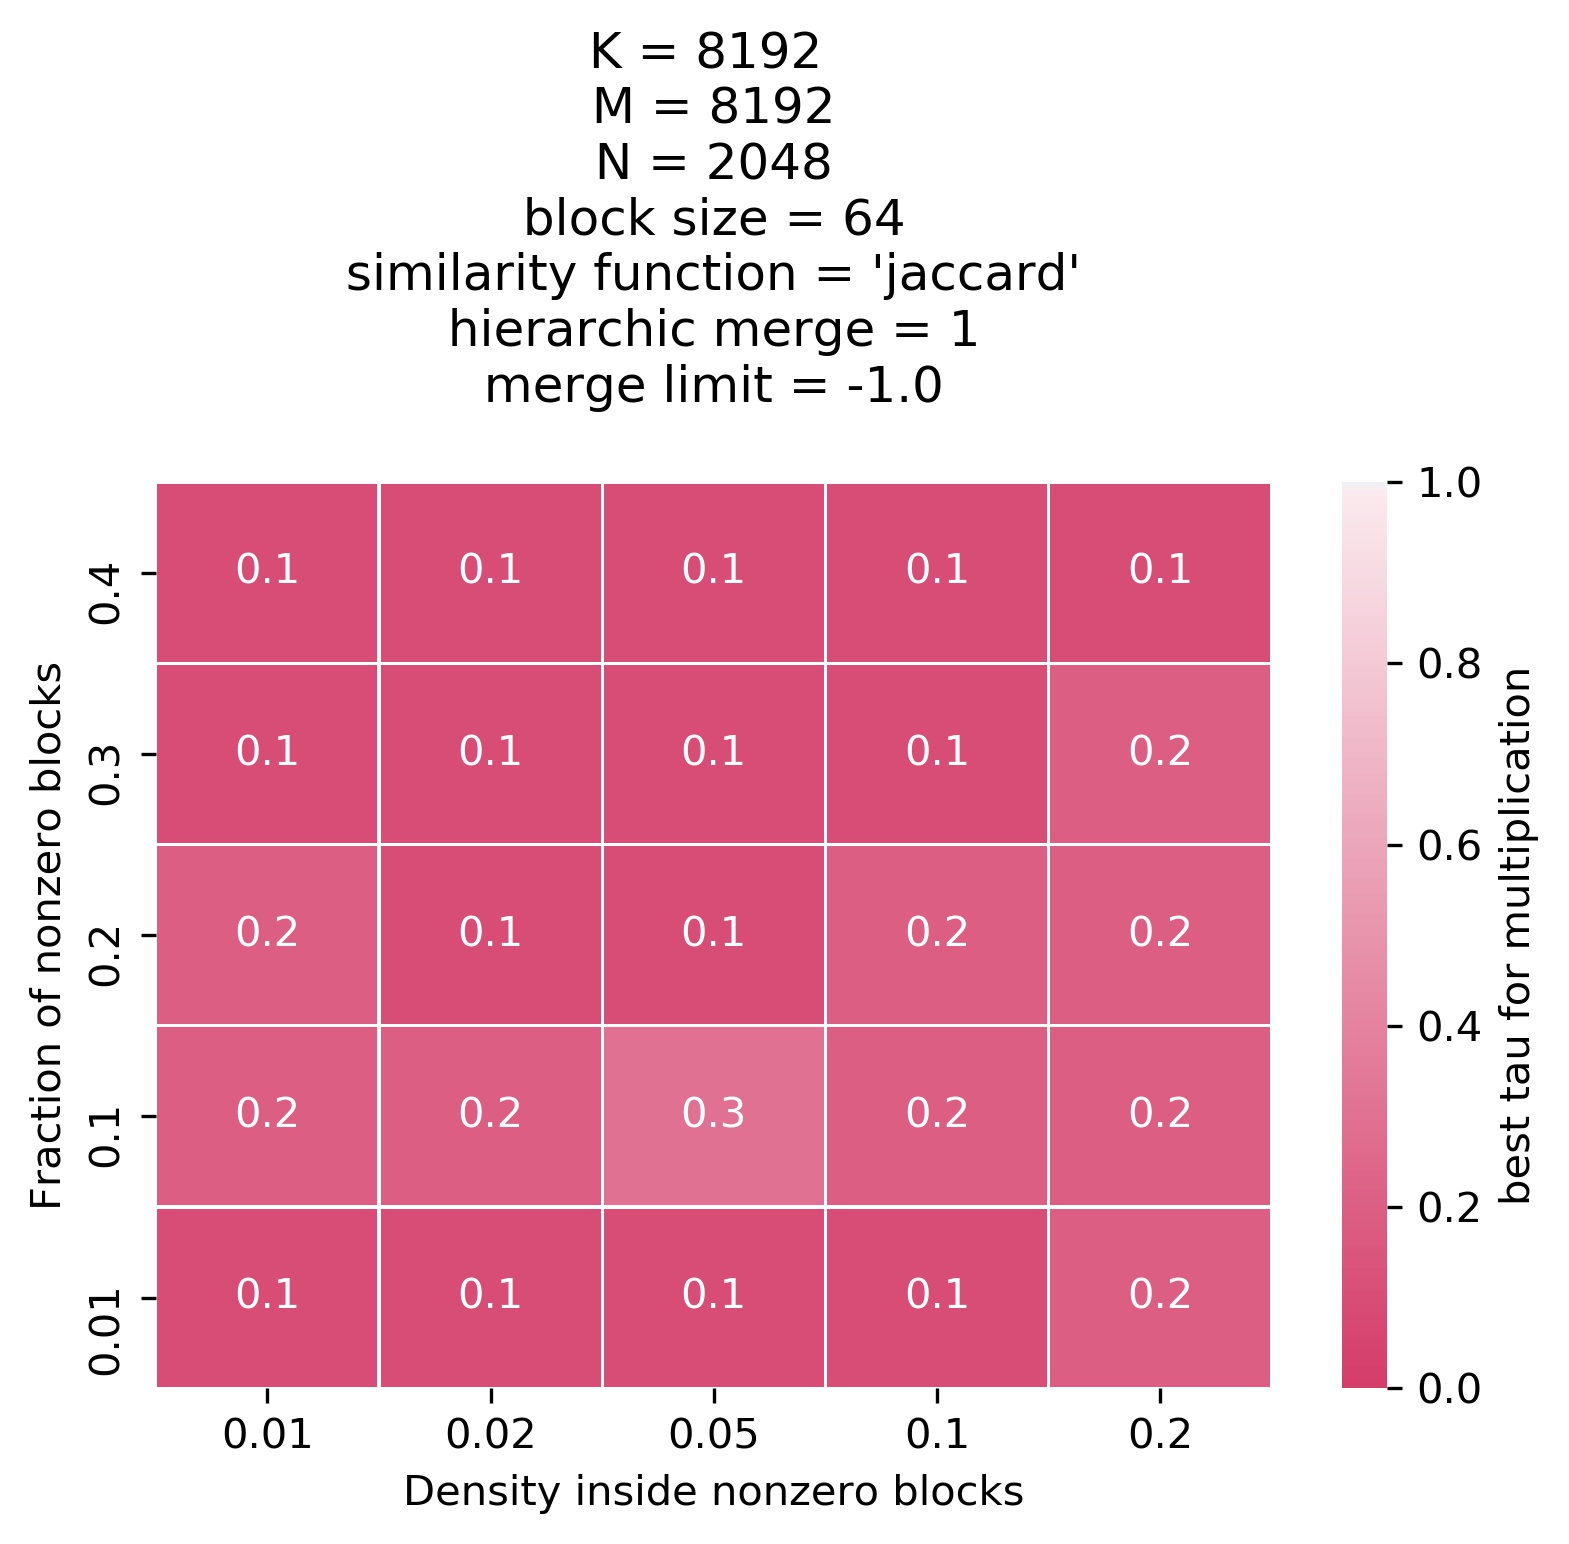 K = 8192
M = 8192
N = 2048
block size = 64
similarity function = 'jaccard'
hierarchic merge = 1
merge limit = -1.0
Fraction of nonzero blocks
0.4
0.1 0.1 0.1 0.1 0.1
0.3
0.1 0.1 0.1 0.1 0.2
0.2
0.2 0.1 0.1 0.2 0.2
0.1
0.2 0.2 0.3 0.2 0.2
0.01
0.1 0.1 0.1 0.1 0.2
0.01 0.02 0.05 0.1 0.2
Density inside nonzero blocks
1.0
0.8
0.6
0.4
0.2
0.0
best tau for multiplication